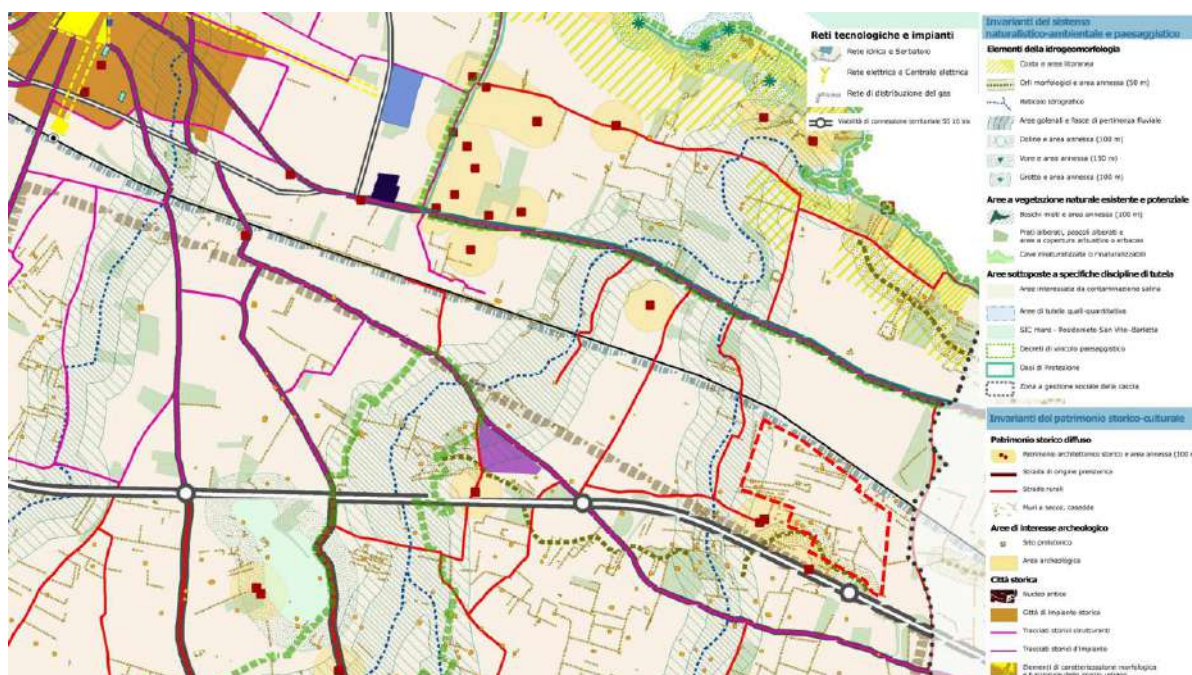 Reti tecnologiche e impianti
Rete idrica e Serbatoio
Rete elettrica e Centrale elettrica
Rete di distribuzione del gas
Viabilità di connessione territoriale SS 16 bis
Invarianti del sistema
naturalistico-ambientale e paesaggistico
Elementi della idrogeomorfologia
Costa e area litoranea
Orli morfologici e area annessa (50 m)
Reticolo idrografico
Aree golenali e fasce di pertinenza fluviale
Doline e area annessa (100 m)
Vore e area annessa (150 m)
Grotte e area annessa (100 m)
Aree a vegetazione naturale esistente e potenziale
Boschi misti e area annessa (100 m)
Prati alberati, pascoli alberati e
aree a copertura arbustiva o erbacea
Cave rinaturalizzate o rinaturalizzabili
Aree sottoposte a specifiche discipline di tutela
Aree interessate da contaminazione salina
Aree di tutela quali-quantitativa
SIC mare - Posidonieto San Vito-Barletta
Decreti di vincolo paesaggistico
Oasi di Protezione
Zona a gestione sociale della caccia
Invarianti del patrimonio storico-culturale
Patrimonio storico diffuso
Patrimonio architettonico storico e area annessa (100 m
Strade di origine preistorica
Strade rurali
Muri a secco, casedde
Aree di interesse archeologico
Sito preistorico
Area archeologica
Città storica
Nucleo antico
Città di impianto storico
Tracciati storici strutturanti
Tracciati storici d'impianto
Elementi di caratterizzazione morfologica